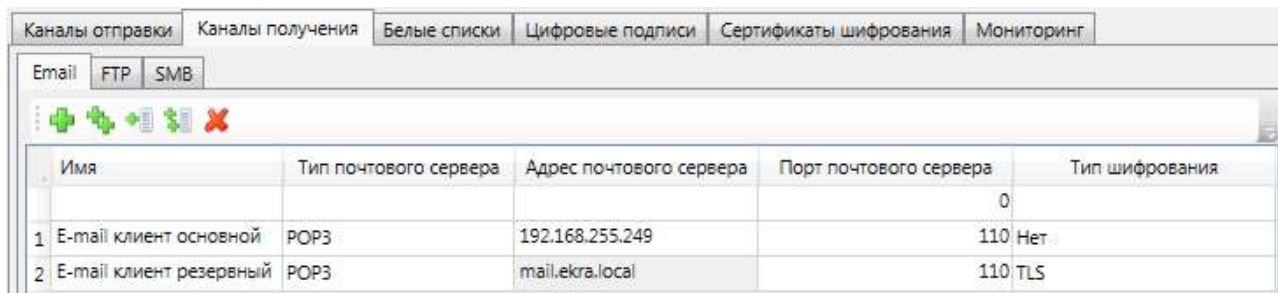 Каналы отправки Каналы получения Белые списки Цифровые подписи Сертификаты шифрования Мониторинг
Email FTP SMB
Имя Тип почтового сервера Адрес почтового сервера Порт почтового сервера Тип шифрования
0
1 E-mail клиент основной POP3 192.168.255.249 110 Нет
2 E-mail клиент резервный POP3 mail.ekra.local 110 TLS